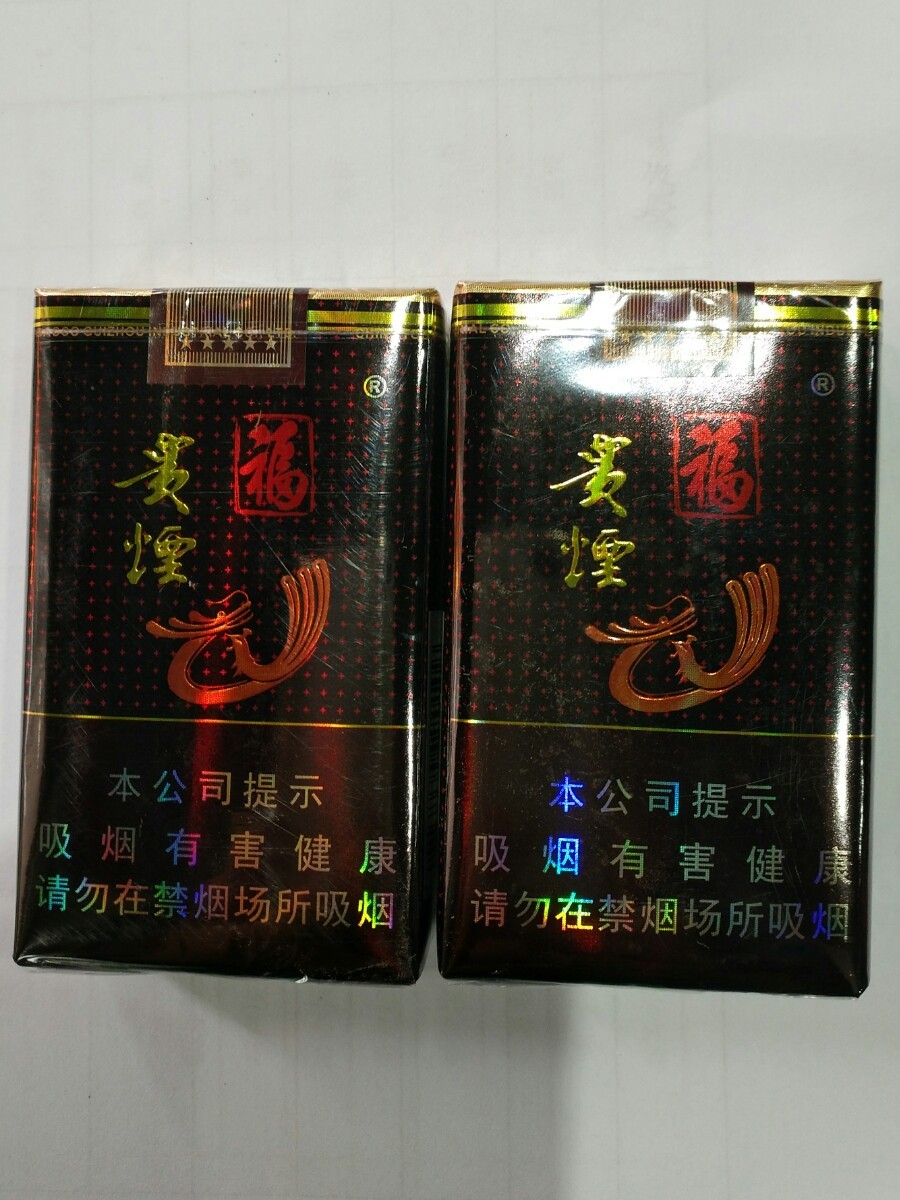 ®
貴煙
福
本公司提示
吸烟有害健康
请勿在禁烟场所吸烟
®
貴煙
福
本公司提示
吸烟有害健康
请勿在禁烟场所吸烟